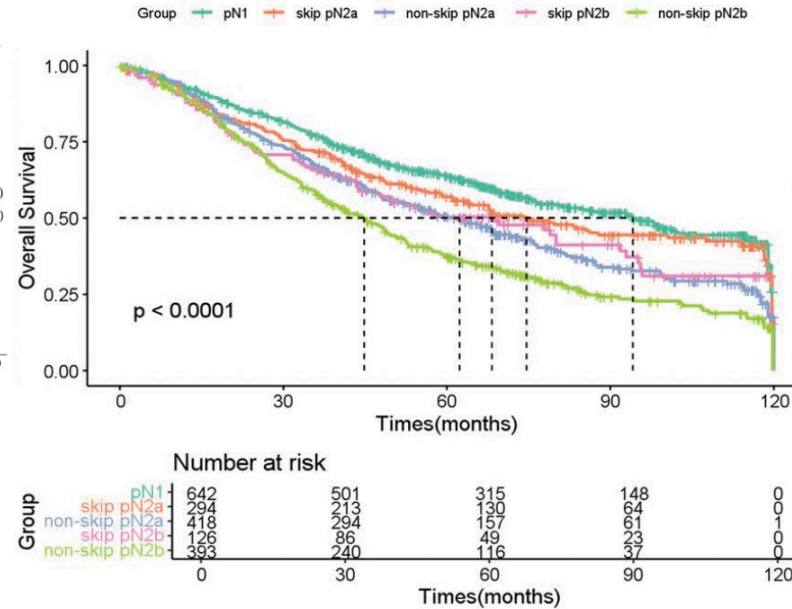 Group pN1 skip pN2a non-skip pN2a skip pN2b non-skip pN2b
1.00
0.75
0.50
0.25
0.00
Overall Survival
p < 0.0001
0 30 60 90 120
Times(months)
Number at risk
Group
pN1 642 501 315 148 0
skip pN2a 294 213 130 64 0
non-skip pN2a 418 294 157 61 1
skip pN2b 126 86 49 23 0
non-skip pN2b 393 240 116 37 0
0 30 60 90 120
Times(months)